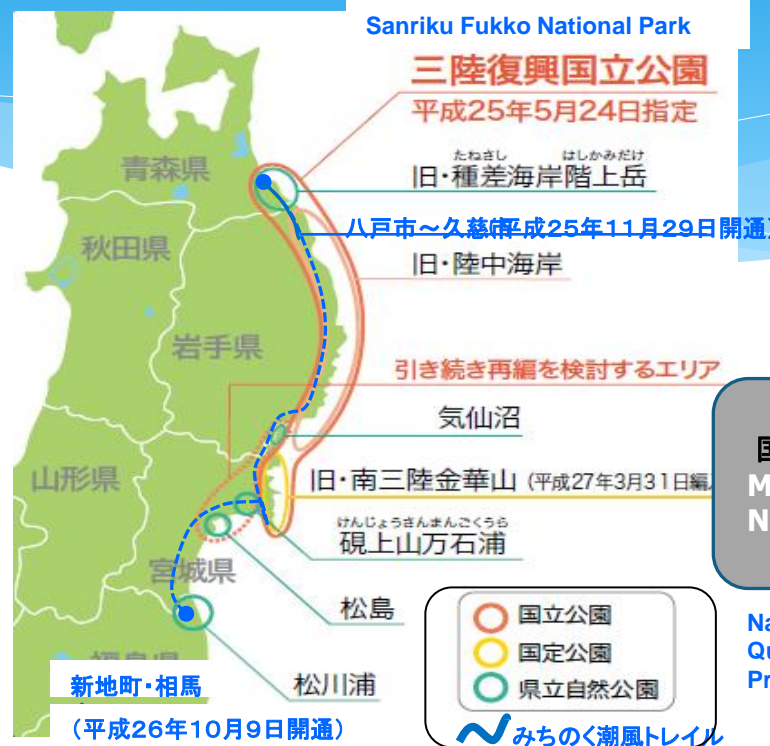 Sanriku Fukko National Park
三陸復興国立公園
平成25年5月24日指定
たねさし はしかみだけ
旧・種差海岸階上岳
青森県
八戸市～久慈市 平成25年11月29日開通
秋田県
旧・陸中海岸
岩手県
引き続き再編を検討するエリア
気仙沼
山形県
旧・南三陸金華山 (平成27年3月31日編
けんじょうさんまんごくうら
硯上山万石浦
宮城県
松島
松川浦
新地町・相馬
(平成26年10月9日開通)
国立公園
国定公園
県立自然公園
みちのく潮風トレイル
国
M
N
Na
Qu
Pr